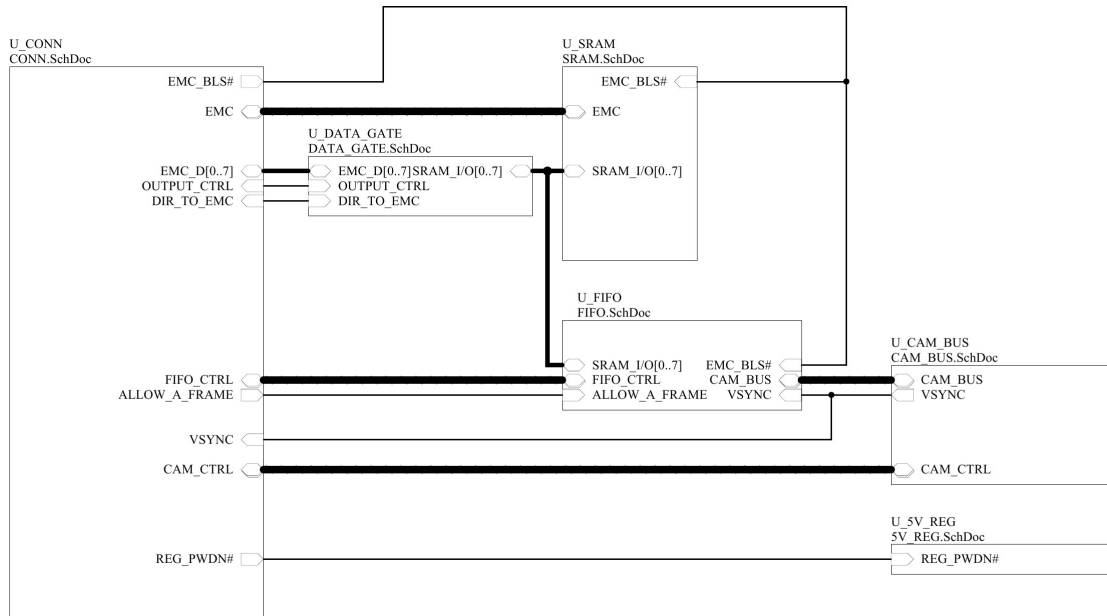 U_CONN
CONN.SchDoc
EMC_BLS#
EMC
EMC_D[0..7]
OUTPUT_CTRL
DIR_TO_EMC
FIFO_CTRL
ALLOW_A_FRAME
VSYNC
CAM_CTRL
REG_PWDN#
U_DATA_GATE
DATA_GATE.SchDoc
EMC_D[0..7] SRAM_I/O[0..7]
OUTPUT_CTRL
DIR_TO_EMC
U_SRAM
SRAM.SchDoc
EMC_BLS#
EMC
SRAM_I/O[0..7]
U_FIFO
FIFO.SchDoc
SRAM_I/O[0..7] EMC_BLS#
FIFO_CTRL CAM_BUS
ALLOW_A_FRAME VSYNC
U_CAM_BUS
CAM_BUS.SchDoc
CAM_BUS
VSYNC
CAM_CTRL
U_5V_REG
5V_REG.SchDoc
REG_PWDN#